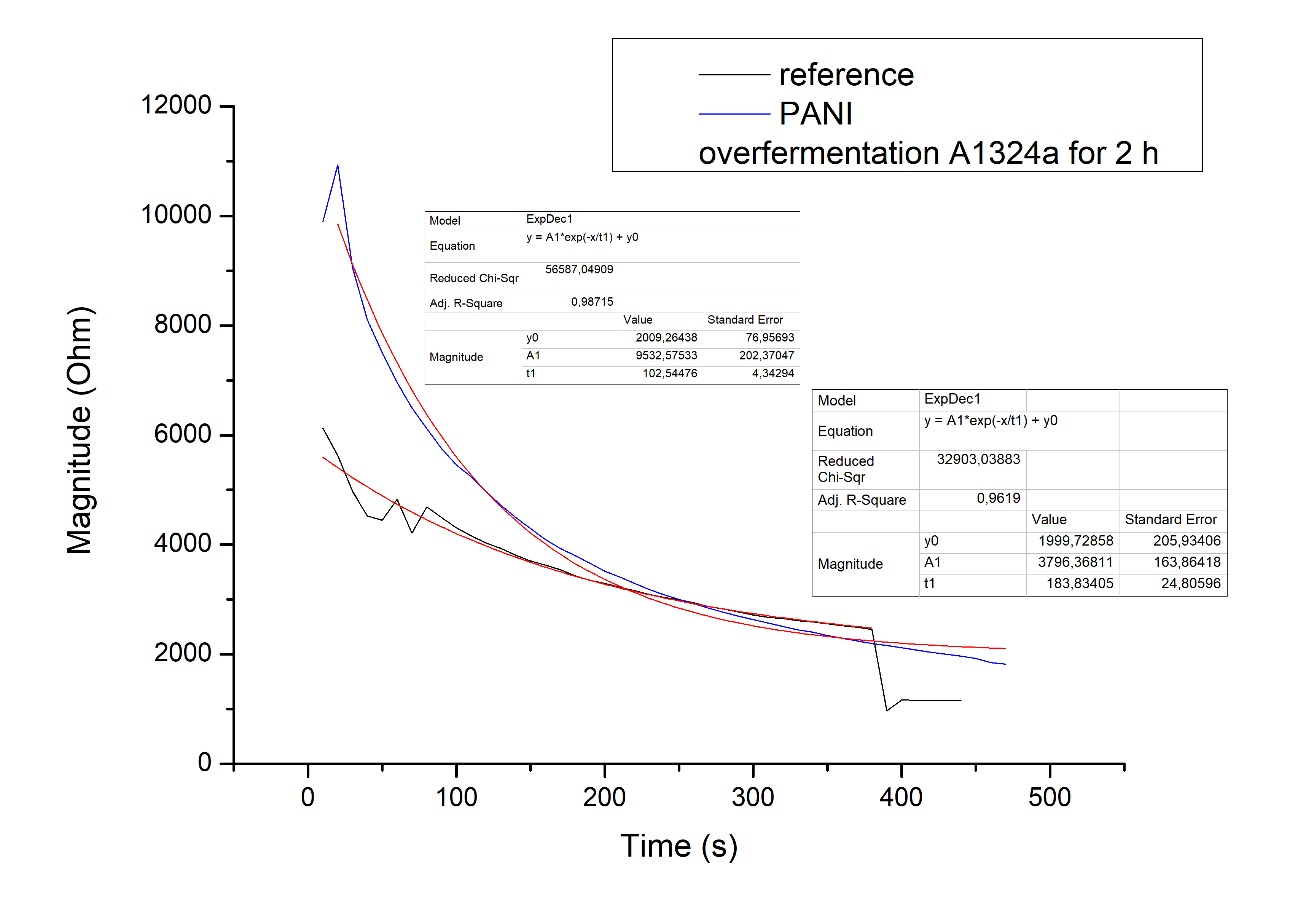 reference
PANI
overfermentation A1324a for 2 h
12000
10000
8000
6000
4000
2000
0
Magnitude (Ohm)
0 100 200 300 400 500
Time (s)
Model ExpDec1
Equation y = A1*exp(-x/t1) + y0
Reduced Chi-Sqr 56587,04909
Adj. R-Square 0,98715
Value Standard Error
Magnitude y0 2009,26438 76,95693
A1 9532,57533 202,37047
t1 102,54476 4,34294
Model ExpDec1
Equation y = A1*exp(-x/t1) + y0
Reduced
Chi-Sqr 32903,03883
Adj. R-Square 0,9619
Value Standard Error
Magnitude y0 1999,72858 205,93406
A1 3796,36811 163,86418
t1 183,83405 24,80596